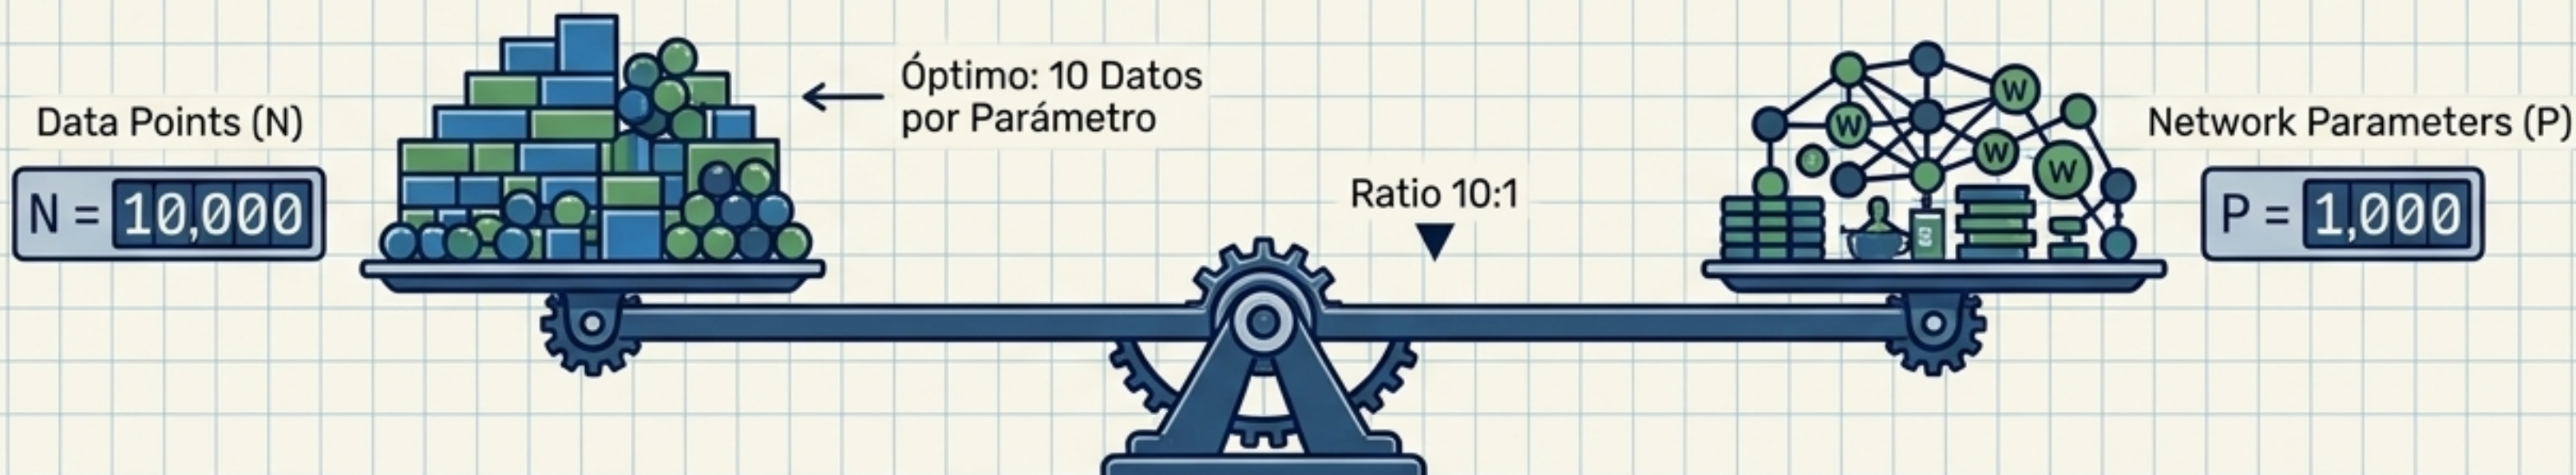 Data Points (N)
N = 10,000
Óptimo: 10 Datos
por Parámetro
Ratio 10:1
W
W
W
W
Network Parameters (P)
P = 1,000